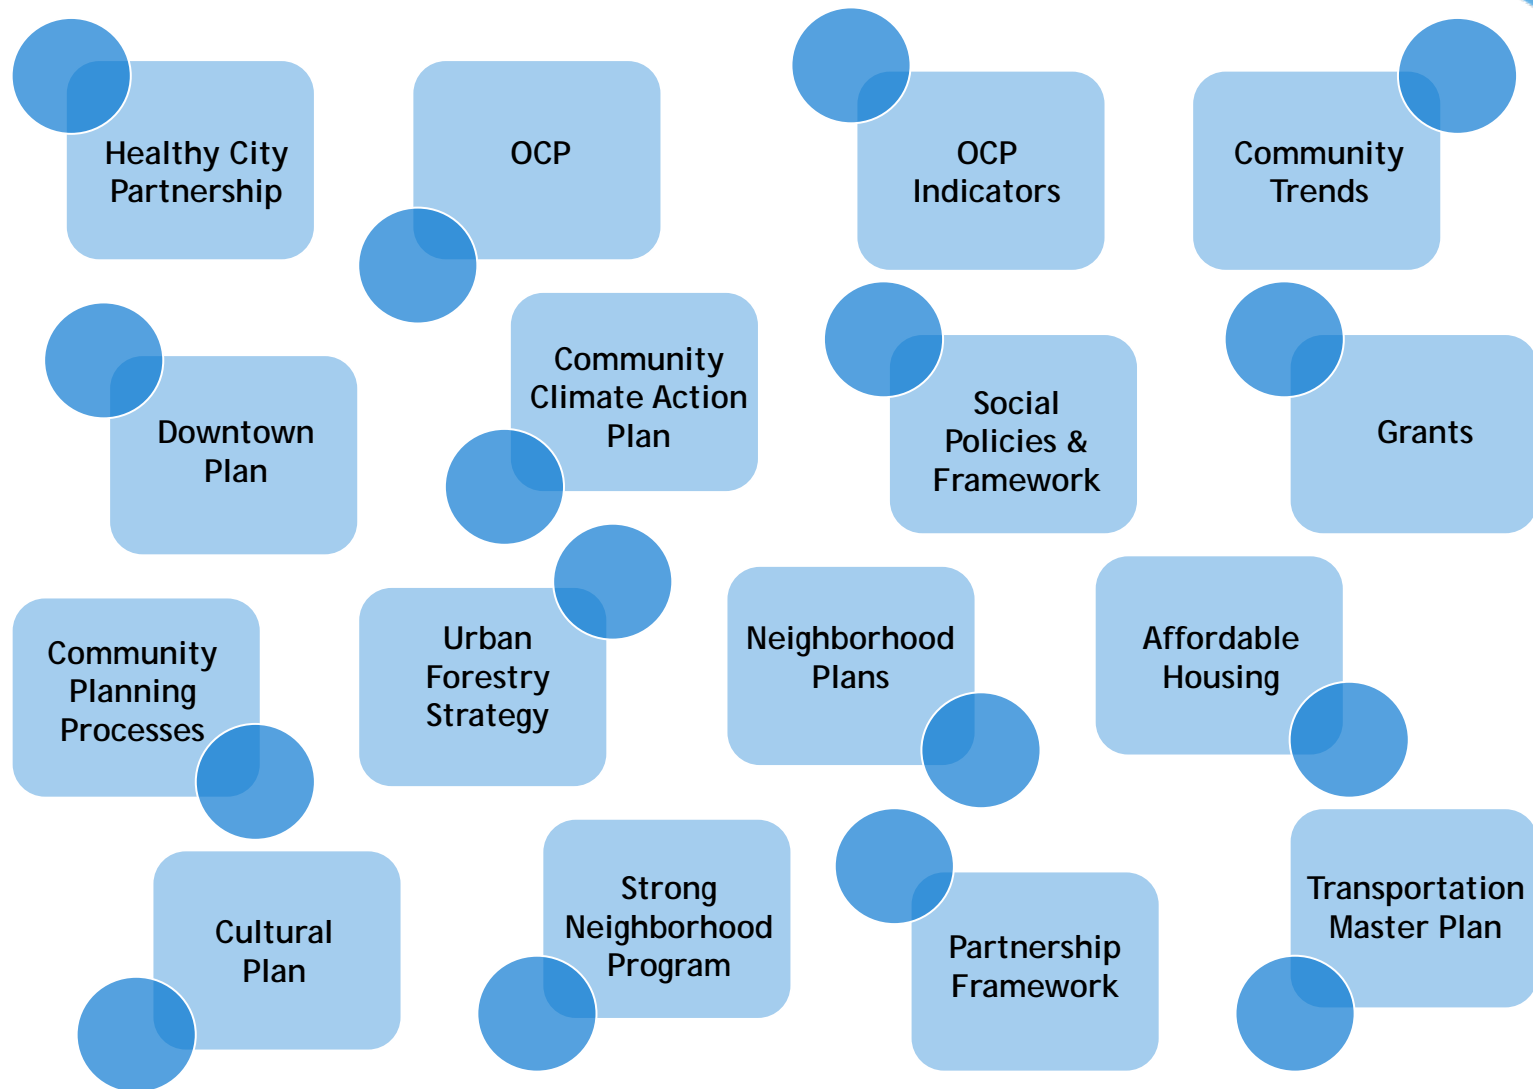 Healthy City
Partnership
OCP
OCP
Indicators
Community
Trends
Downtown
Plan
Community
Climate Action
Plan
Social
Policies &
Framework
Grants
Community
Planning
Processes
Urban
Forestry
Strategy
Neighborhood
Plans
Affordable
Housing
Cultural
Plan
Strong
Neighborhood
Program
Partnership
Framework
Transportation
Master Plan